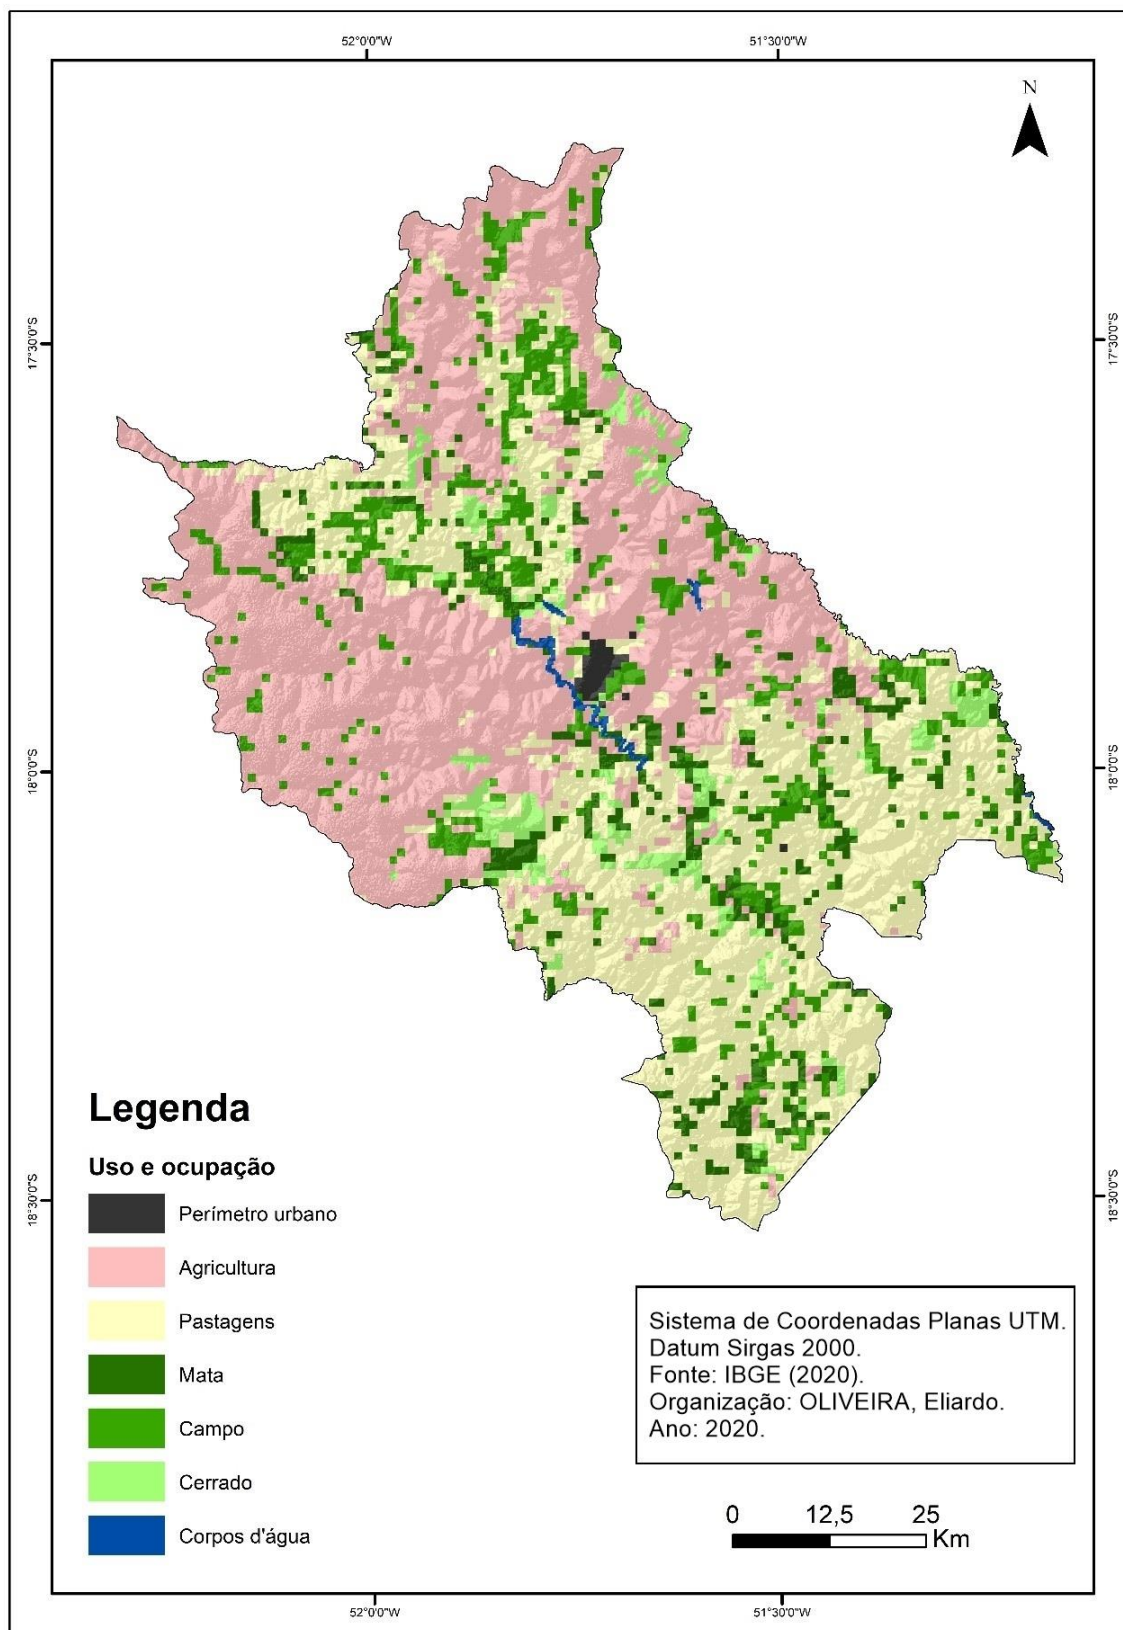 52°0'0"W
51°30'0"W
N
17°30'0"S
17°30'0"S
18°0'0"S
18°0'0"S
18°30'0"S
18°30'0"S
Legenda
Uso e ocupação
Perímetro urbano
Agricultura
Pastagens
Mata
Campo
Cerrado
Corpos d'água
Sistema de Coordenadas Planas UTM.
Datum Sirgas 2000.
Fonte: IBGE (2020).
Organização: OLIVEIRA, Eliardo.
Ano: 2020.
0 12,5 25
Km
52°0'0"W
51°30'0"W